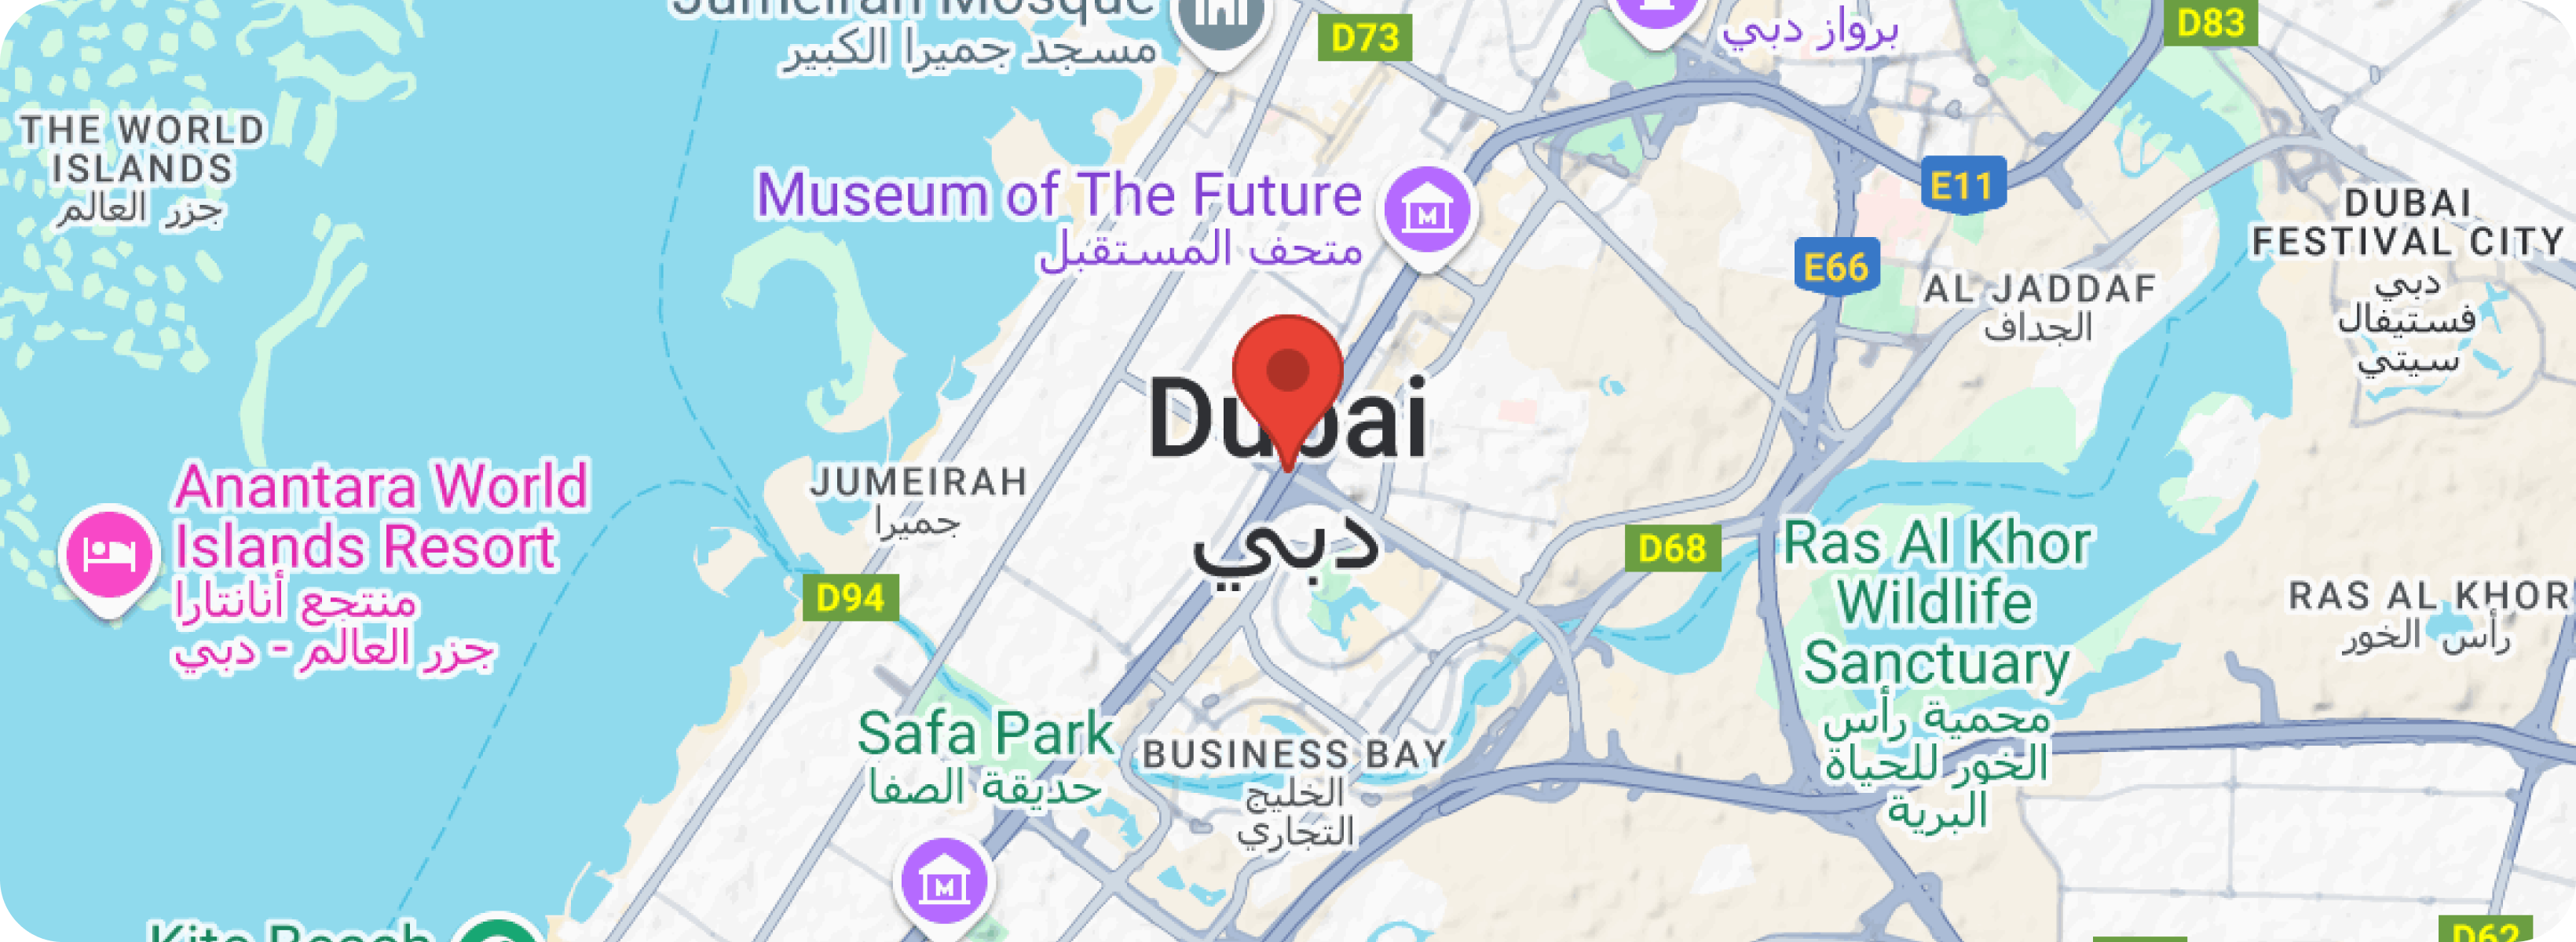 Jumeirah Mosque
مسجد جميرا الكبير
D73
برواز دبي
D83
THE WORLD
ISLANDS
جزر العالم
Museum of The Future
متحف المستقبل
E11
E66
DUBAI
FESTIVAL CITY
دبي
فستيفال
سيتي
AL JADDAF
الجداف
Dubai
دبي
JUMEIRAH
جميرا
Anantara World
Islands Resort
منتجع أنانتارا
جزر العالم - دبي
D94
D68
Ras Al Khor
Wildlife
Sanctuary
محمية رأس
الخور للحياة
البرية
RAS AL KHOR
رأس الخور
Safa Park
حديقة الصفا
BUSINESS BAY
الخليج
التجاري
Kite Beach
D62